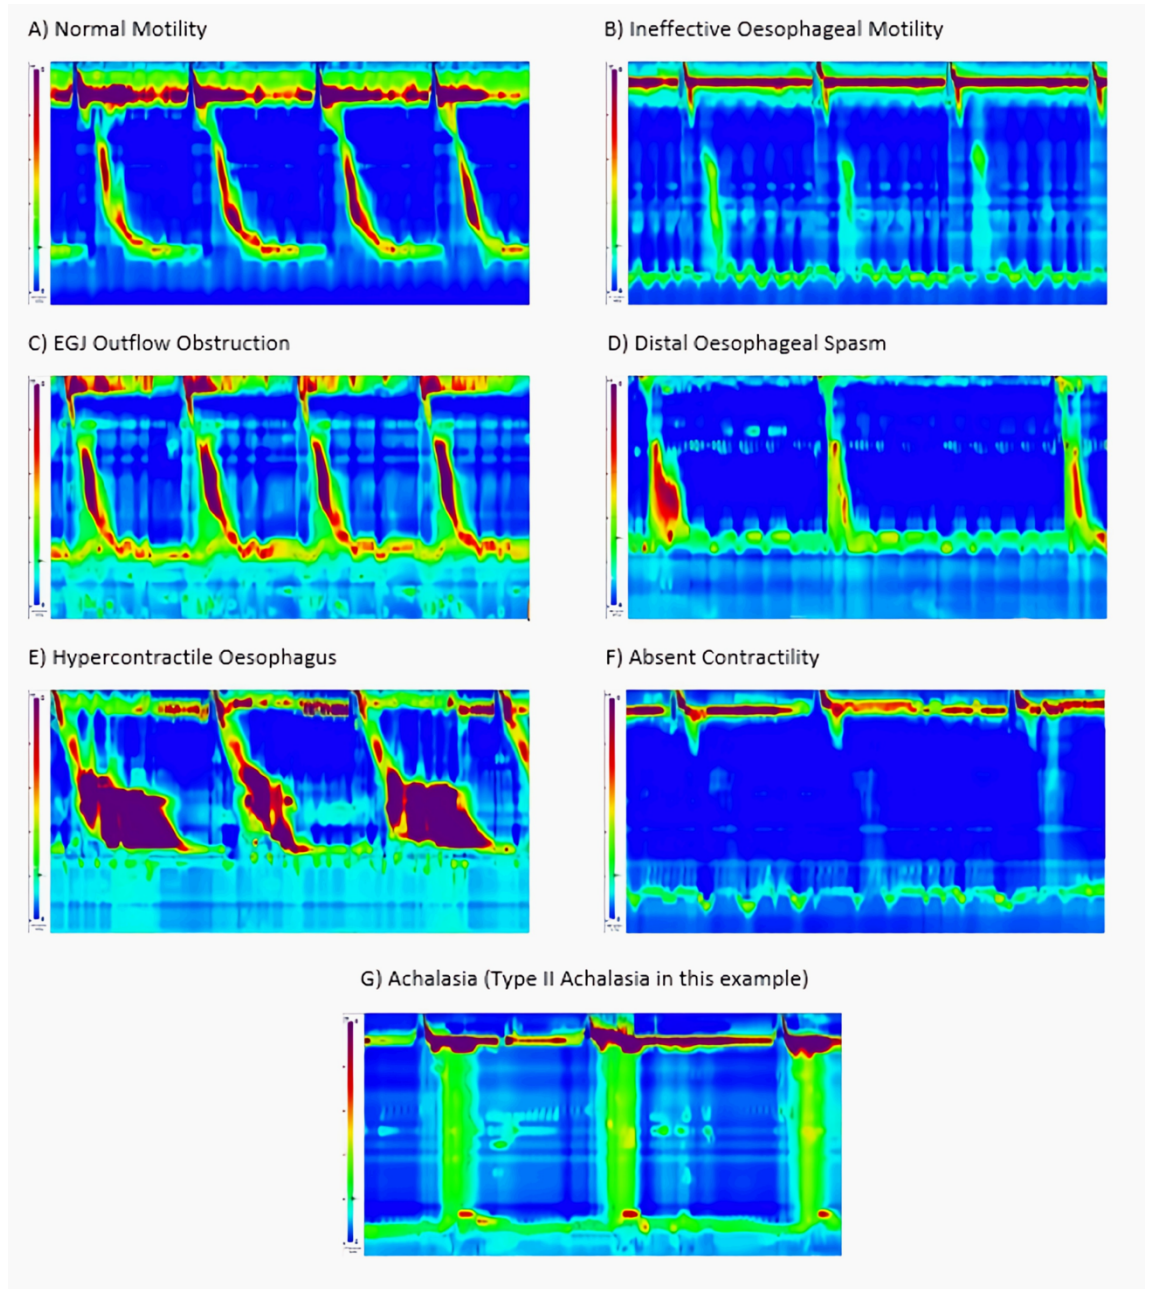 A) Normal Motility
B) Ineffective Oesophageal Motility
C) EGJ Outflow Obstruction
D) Distal Oesophageal Spasm
E) Hypercontractile Oesophagus
F) Absent Contractility
G) Achalasia (Type II Achalasia in this example)